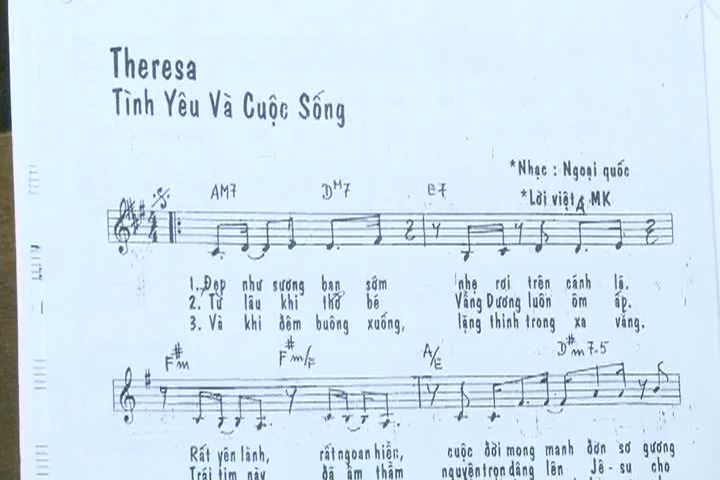 Theresa
Tình Yêu Và Cuộc Sống
*Nhạc : Ngoại quốc
*Lời việt MK
AM7 DM7 E7
1. Đẹp như sương ban sớm nhẹ rơi trên cánh lá.
2. Từ lâu khi thơ bé Vầng Dương luôn ôm ấp.
3. Và khi đêm buông xuống, lặng thinh trong xa vắng.
F#m F#m/F A/E D#m7.5
Rất yên lành, rất ngoan hiền, cuộc đời mong manh đơn sơ gương
Trái tim này đã âm thầm nguyện trọn dâng lên Jê-su cho